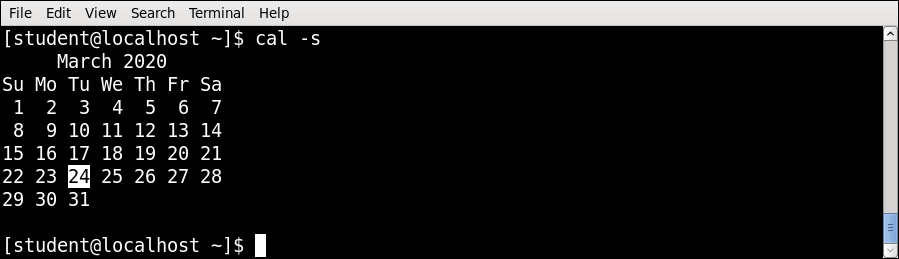 File Edit View Search Terminal Help
[student@localhost ~]$ cal -s
     March 2020
Su Mo Tu We Th Fr Sa
 1  2  3  4  5  6  7
 8  9 10 11 12 13 14
15 16 17 18 19 20 21
22 23 24 25 26 27 28
29 30 31
[student@localhost ~]$